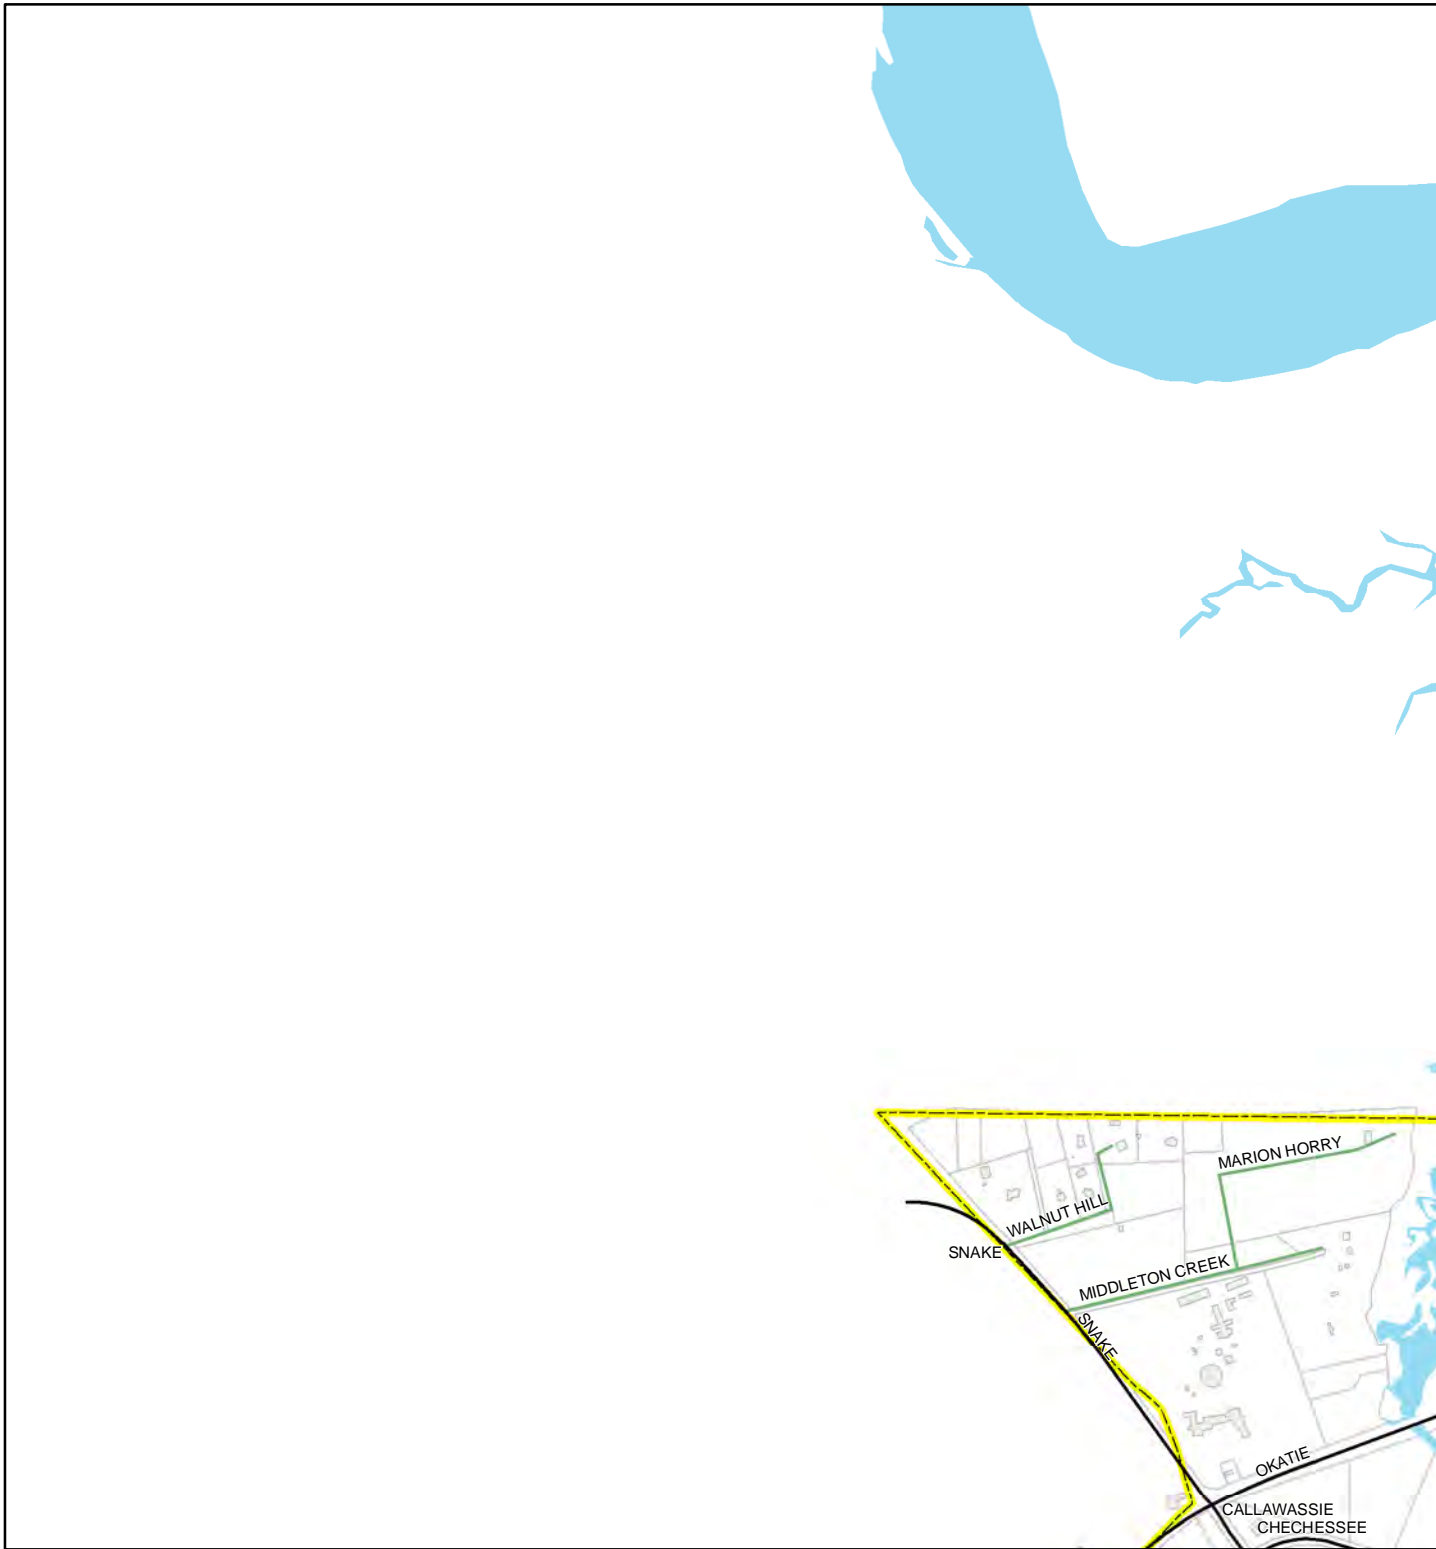 MARION HORRY
WALNUT HILL
SNAKE
MIDDLETON CREEK
SNAKE
OKATIE
CALLAWASSIE
CHECHESSEE